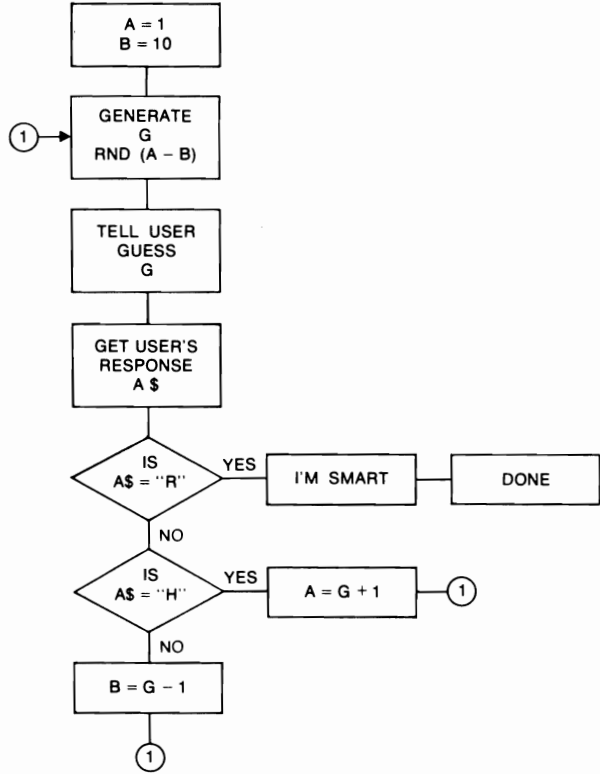 A = 1
B = 10
1
GENERATE
G
RND (A – B)
TELL USER
GUESS
G
GET USER'S
RESPONSE
A $
IS
A$ = "R"
YES
I'M SMART
DONE
NO
IS
A$ = "H"
YES
A = G + 1
1
NO
B = G – 1
1